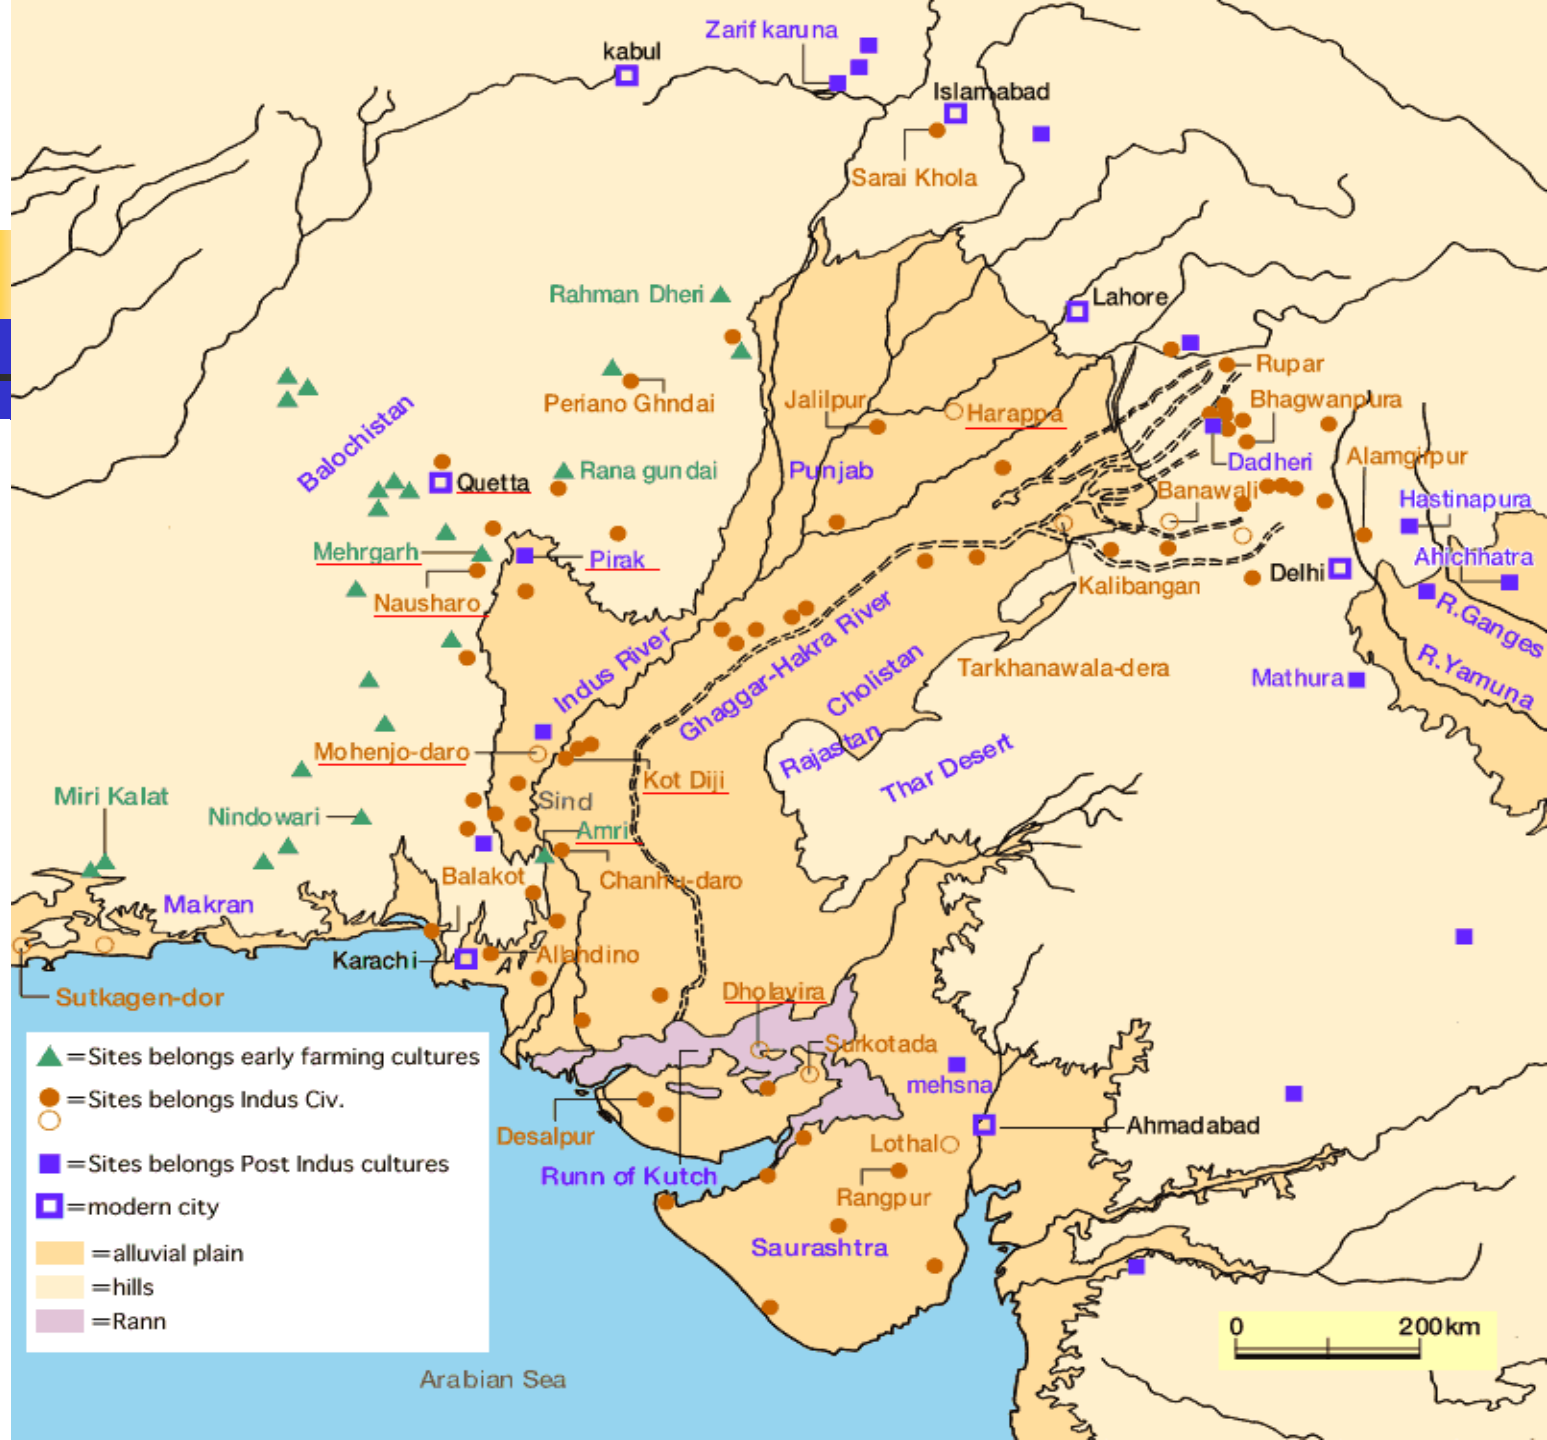 Zarif karuna
kabul
Islamabad
Sarai Khola
Rahman Dheri
Lahore
Rupar
Periano Ghndai
Jalilpur
Harappa
Bhagwanpura
Balochistan
Quetta
Rana gundai
Punjab
Dadheri
Alamgirpur
Banawali
Hastinapura
Mehrgarh
Pirak
Ahichhatra
Delhi
Kalibangan
Nausharo
R.Ganges
Indus River
Ghaggar-Hakra River
Cholistan
Tarkhanawala-dera
Mathura
R.Yamuna
Mohenjo-daro
Kot Diji
Rajastan
Thar Desert
Miri Kalat
Nindowari
Sind
Amri
Balakot
Chanhu-daro
Makran
Karachi
Allahdino
Sutkagen-dor
Dholavira
Surkotada
mehsna
Desalpur
Ahmadabad
Lothal
Runn of Kutch
Rangpur
Saurashtra
=Sites belongs early farming cultures
=Sites belongs Indus Civ.
=Sites belongs Post Indus cultures
=modern city
=alluvial plain
=hills
=Rann
0 200km
Arabian Sea